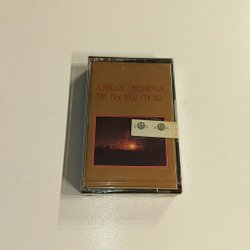 A MERRY CHRISTMAS
THE FISCHER CHOIR